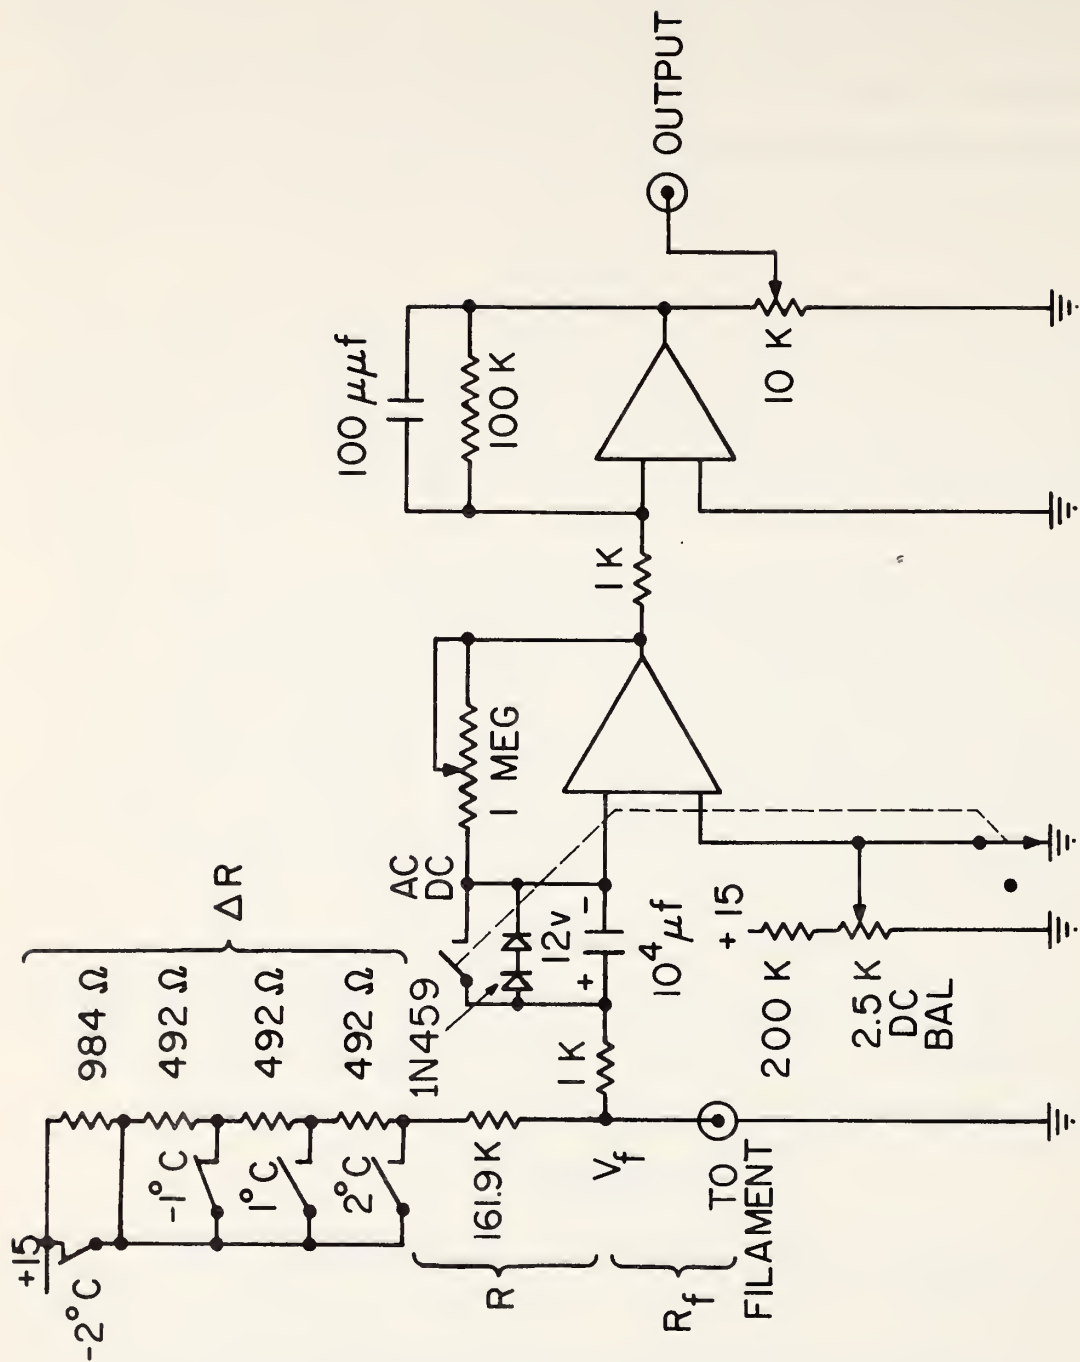 +15
-2°C
984 Ω
492 Ω
492 Ω
492 Ω
ΔR
-1°C
1°C
2°C
161.9 K
R
V_f
R_f
TO
FILAMENT
1N459
1 K
AC
DC
12v
+ -
10⁴ μf
+15
200 K
2.5 K
DC
BAL
1 MEG
1 K
100 μμf
100 K
10 K
OUTPUT